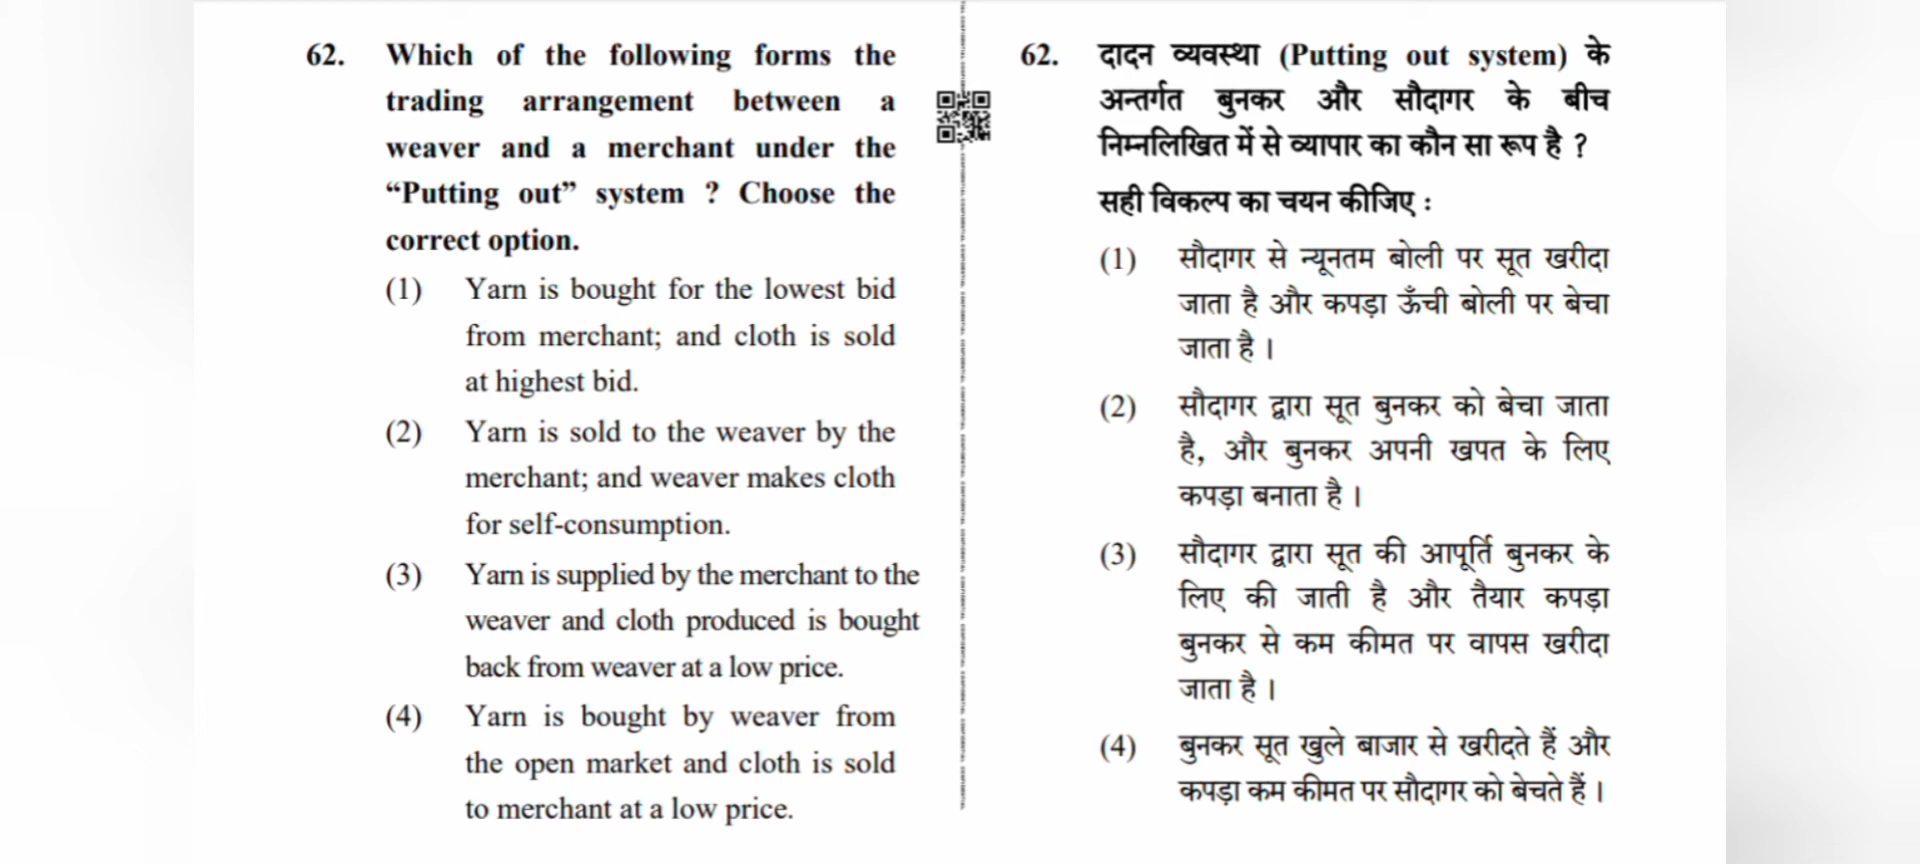 62. Which of the following forms the
trading arrangement between a
weaver and a merchant under the
“Putting out” system ? Choose the
correct option.
(1) Yarn is bought for the lowest bid
from merchant; and cloth is sold
at highest bid.
(2) Yarn is sold to the weaver by the
merchant; and weaver makes cloth
for self-consumption.
(3) Yarn is supplied by the merchant to the
weaver and cloth produced is bought
back from weaver at a low price.
(4) Yarn is bought by weaver from
the open market and cloth is sold
to merchant at a low price.
62. दादन व्यवस्था (Putting out system) के
अन्तर्गत बुनकर और सौदागर के बीच
निम्नलिखित में से व्यापार का कौन सा रूप है ?
सही विकल्प का चयन कीजिए :
(1) सौदागर से न्यूनतम बोली पर सूत खरीदा
जाता है और कपड़ा ऊँची बोली पर बेचा
जाता है ।
(2) सौदागर द्वारा सूत बुनकर को बेचा जाता
है, और बुनकर अपनी खपत के लिए
कपड़ा बनाता है ।
(3) सौदागर द्वारा सूत की आपूर्ति बुनकर के
लिए की जाती है और तैयार कपड़ा
बुनकर से कम कीमत पर वापस खरीदा
जाता है ।
(4) बुनकर सूत खुले बाजार से खरीदते हैं और
कपड़ा कम कीमत पर सौदागर को बेचते हैं ।